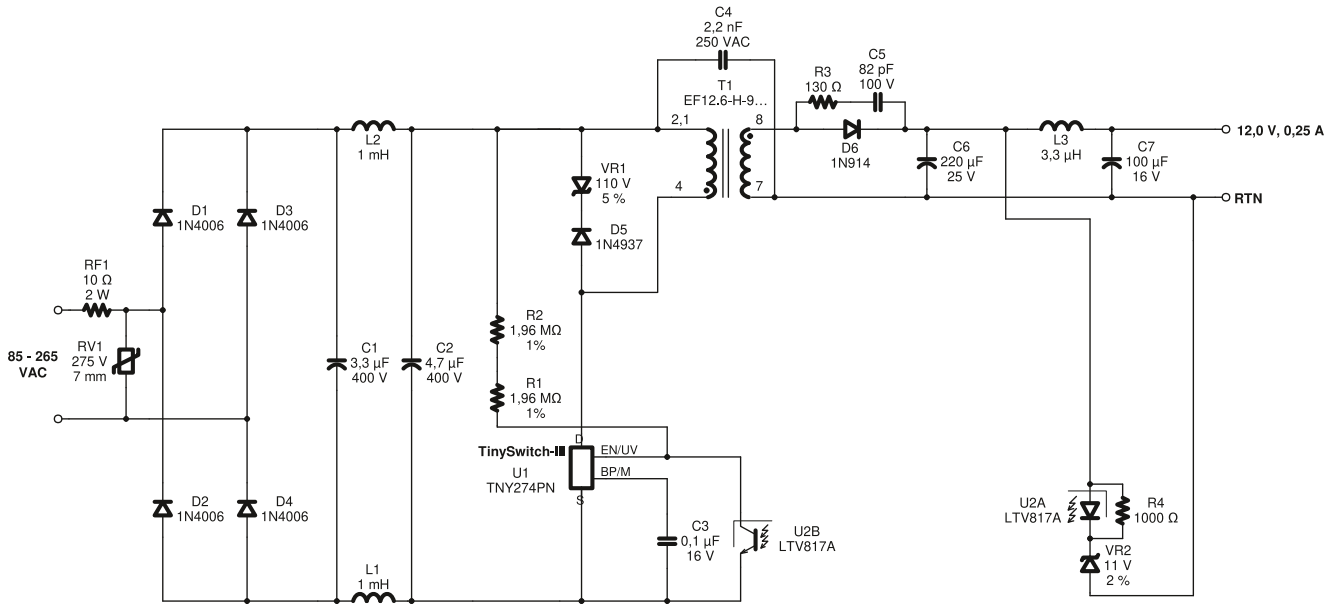 C4
2,2 nF
250 VAC
T1
EF12.6-H-9…
R3
130 Ω
C5
82 pF
100 V
L2
1 mH
2,1
8
D6
1N914
C6
220 µF
25 V
L3
3,3 µH
C7
100 µF
16 V
12,0 V, 0,25 A
VR1
110 V
5 %
4
7
RTN
D1
1N4006
D3
1N4006
D5
1N4937
RF1
10 Ω
2 W
85 - 265
VAC
RV1
275 V
7 mm
C1
3,3 µF
400 V
C2
4,7 µF
400 V
R2
1,96 MΩ
1%
R1
1,96 MΩ
1%
D
TinySwitch-III
EN/UV
U1
TNY274PN
BP/M
S
D2
1N4006
D4
1N4006
C3
0,1 µF
16 V
U2B
LTV817A
U2A
LTV817A
R4
1000 Ω
VR2
11 V
2 %
L1
1 mH